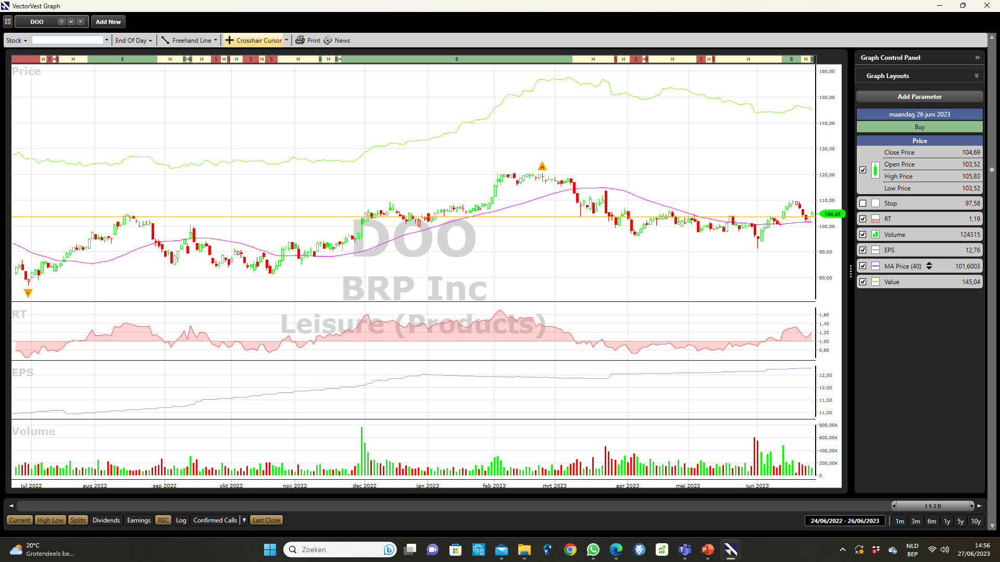 VectorVest Graph
DOO
Add New
Stock
End Of Day
Freehand Line
Crosshair Cursor
Print
News
H S H S H B H B H B H S H S H S H S H B H B H B H S H S H S H S H S H B H B
Price
160,00
150,00
140,00
130,00
120,00
110,00
104,69
100,00
90,00
80,00
H
L
DOO
BRP Inc
Leisure (Products)
RT
1,60
1,40
1,20
1,00
0,80
EPS
12,50
12,00
11,50
11,00
Volume
800,00K
600,00K
400,00K
200,00K
0
jul 2022 aug 2022 sep 2022 okt 2022 nov 2022 dec 2022 jan 2023 feb 2023 mrt 2023 apr 2023 mei 2023 jun 2023
Graph Control Panel
Graph Layouts
Add Parameter
maandag 26 juni 2023
Buy
Price
Close Price 104,69
Open Price 103,52
High Price 105,83
Low Price 103,52
Stop 97,58
RT 1,19
Volume 124315
EPS 12,76
MA Price (40) 101,6003
Value 145,04
1 Y, 2 D
Current High Low Splits Dividends Earnings REC Log Confirmed Calls Last Close
24/06/2022 - 26/06/2023
1m 3m 6m 1y 5y 10y
20°C
Grotendeels be...
Zoeken
NLD
BEP
14:56
27/06/2023